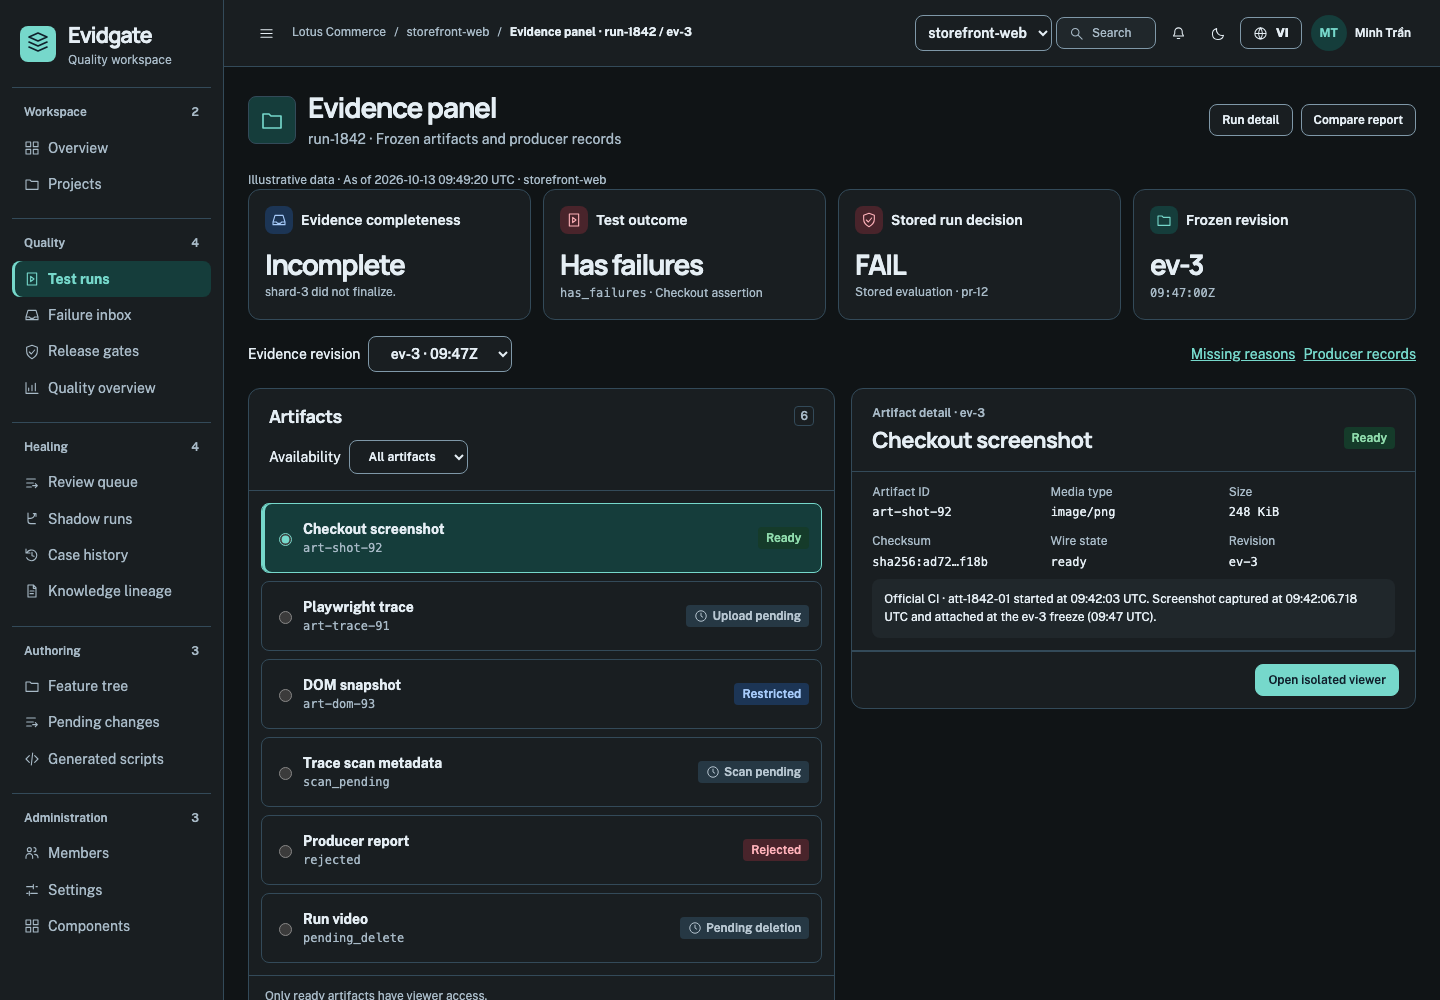 Evidgate
Quality workspace
Workspace 2
Overview
Projects
Quality 4
Test runs
Failure inbox
Release gates
Quality overview
Healing 4
Review queue
Shadow runs
Case history
Knowledge lineage
Authoring 3
Feature tree
Pending changes
Generated scripts
Administration 3
Members
Settings
Components
Lotus Commerce / storefront-web / Evidence panel · run-1842 / ev-3
storefront-web
Search
VI
MT
Minh Trần
Evidence panel
run-1842 · Frozen artifacts and producer records
Run detail
Compare report
Illustrative data · As of 2026-10-13 09:49:20 UTC · storefront-web
Evidence completeness
Incomplete
shard-3 did not finalize.
Test outcome
Has failures
has_failures · Checkout assertion
Stored run decision
FAIL
Stored evaluation · pr-12
Frozen revision
ev-3
09:47:00Z
Evidence revision
ev-3 · 09:47Z
Missing reasons
Producer records
Artifacts 6
Availability
All artifacts
Checkout screenshot
art-shot-92
Ready
Playwright trace
art-trace-91
Upload pending
DOM snapshot
art-dom-93
Restricted
Trace scan metadata
scan_pending
Scan pending
Producer report
rejected
Rejected
Run video
pending_delete
Pending deletion
Only ready artifacts have viewer access.
Artifact detail · ev-3
Checkout screenshot
Ready
Artifact ID
art-shot-92
Media type
image/png
Size
248 KiB
Checksum
sha256:ad72…f18b
Wire state
ready
Revision
ev-3
Official CI · att-1842-01 started at 09:42:03 UTC. Screenshot captured at 09:42:06.718
UTC and attached at the ev-3 freeze (09:47 UTC).
Open isolated viewer